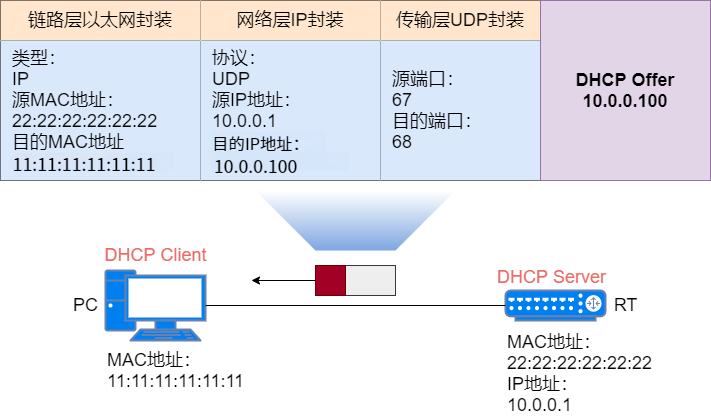 链路层以太网封装
网络层IP封装
传输层UDP封装
类型：
IP
源MAC地址：
22:22:22:22:22:22
目的MAC地址
11:11:11:11:11:11
协议：
UDP
源IP地址：
10.0.0.1
目的IP地址：
10.0.0.100
源端口：
67
目的端口：
68
DHCP Offer
10.0.0.100
DHCP Client
PC
MAC地址：
11:11:11:11:11:11
DHCP Server
RT
MAC地址：
22:22:22:22:22:22
IP地址：
10.0.0.1